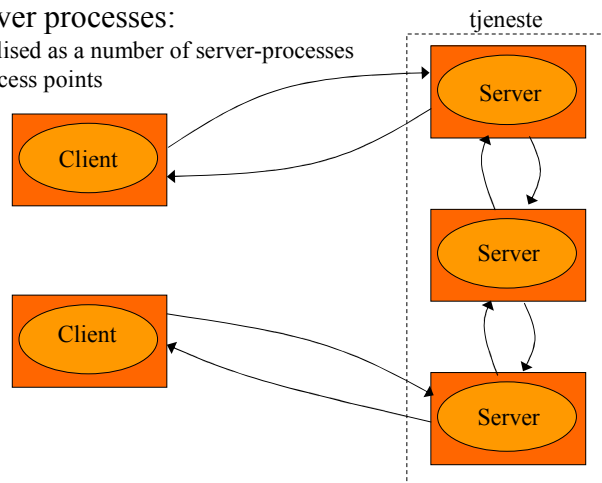 ver processes:
tjeneste
lised as a number of server-processes
cess points
Server
Client
Server
Client
Server